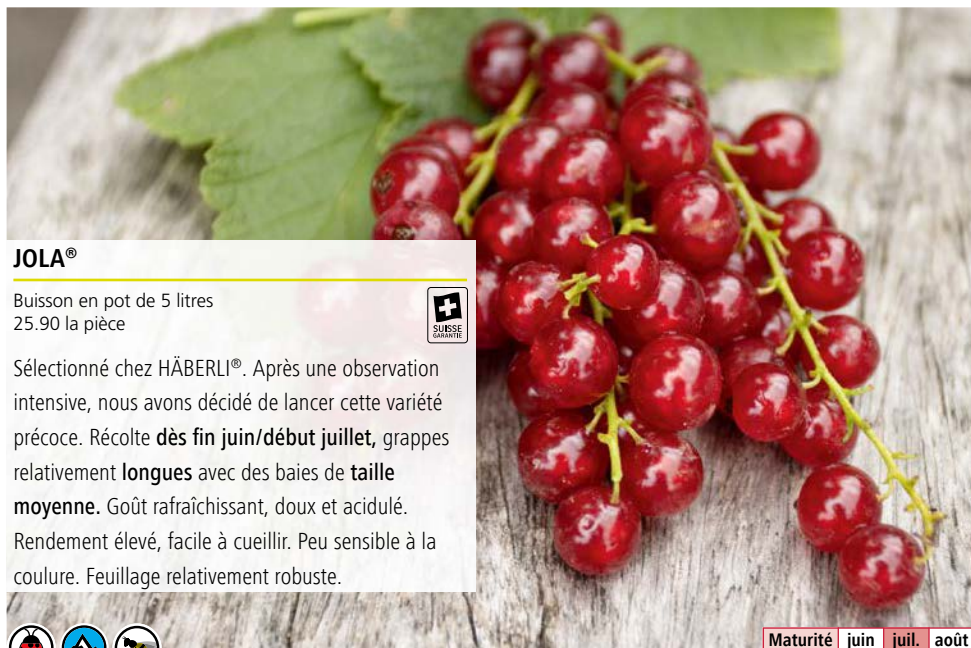 JOLA®
Buisson en pot de 5 litres
25.90 la pièce
SUISSE
GARANTIE
Sélectionné chez HÄBERLI®. Après une observation
intensive, nous avons décidé de lancer cette variété
précoce. Récolte dès fin juin/début juillet, grappes
relativement longues avec des baies de taille
moyenne. Goût rafraîchissant, doux et acidulé.
Rendement élevé, facile à cueillir. Peu sensible à la
coulure. Feuillage relativement robuste.
Maturité juin juil. août